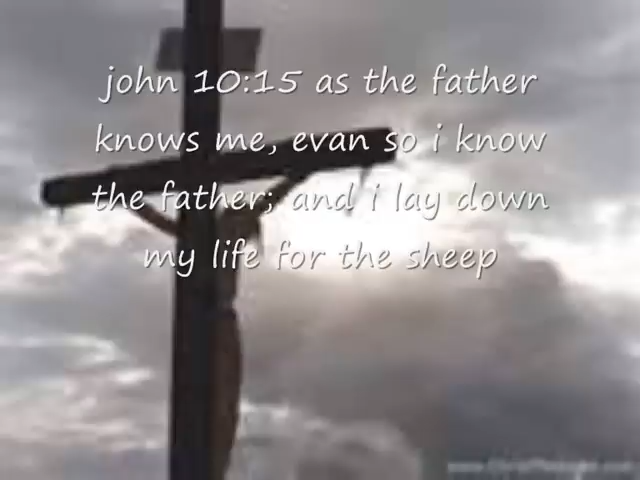 john 10:15 as the father
knows me, evan so i know
the father; and i lay down
my life for the sheep